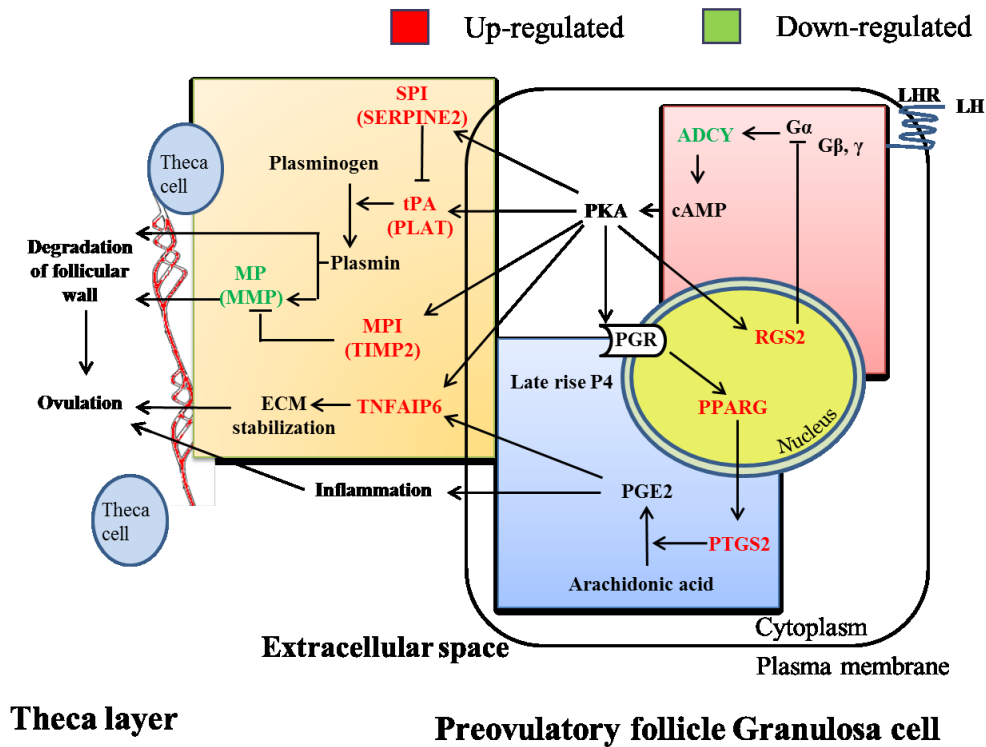 Up-regulated
Down-regulated
SPI
(SERPINE2)
LHR
LH
Theca
cell
Plasminogen
ADCY
Gα
Gβ, γ
tPA
(PLAT)
PKA
cAMP
Degradation
of follicular
wall
Plasmin
MP
(MMP)
MPI
(TIMP2)
PGR
RGS2
Late rise P4
PPARG
Nucleus
Ovulation
ECM
stabilization
TNFAIP6
Inflammation
PGE2
Theca
cell
PTGS2
Arachidonic acid
Cytoplasm
Extracellular space
Plasma membrane
Theca layer
Preovulatory follicle Granulosa cell